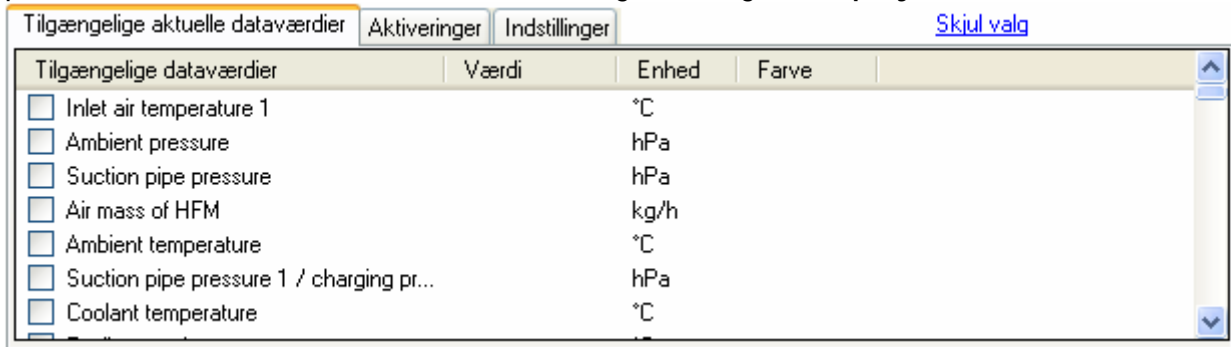 Tilgængelige aktuelle dataværdier Aktiveringer Indstillinger Skjul valg
Tilgængelige dataværdier Værdi Enhed Farve
Inlet air temperature 1 °C
Ambient pressure hPa
Suction pipe pressure hPa
Air mass of HFM kg/h
Ambient temperature °C
Suction pipe pressure 1 / charging pr... hPa
Coolant temperature °C